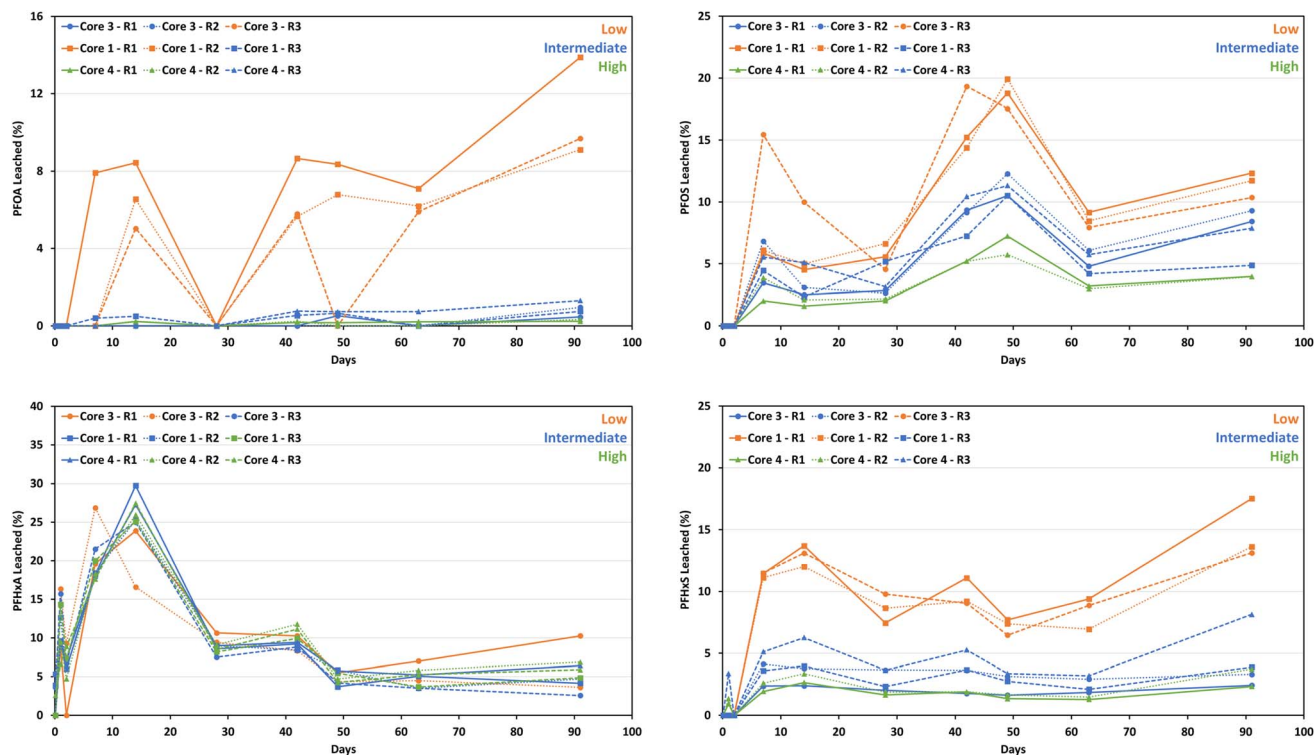 PFOA Leached (%)
16
12
8
4
0
Core 3 - R1 Core 3 - R2 Core 3 - R3
Core 1 - R1 Core 1 - R2 Core 1 - R3
Core 4 - R1 Core 4 - R2 Core 4 - R3
Low
Intermediate
High
0 10 20 30 40 50 60 70 80 90 100
Days
PFOS Leached (%)
25
20
15
10
5
0
Core 3 - R1 Core 3 - R2 Core 3 - R3
Core 1 - R1 Core 1 - R2 Core 1 - R3
Core 4 - R1 Core 4 - R2 Core 4 - R3
Low
Intermediate
High
0 10 20 30 40 50 60 70 80 90 100
Days
PFHxA Leached (%)
40
35
30
25
20
15
10
5
0
Core 3 - R1 Core 3 - R2 Core 3 - R3
Core 1 - R1 Core 1 - R2 Core 1 - R3
Core 4 - R1 Core 4 - R2 Core 4 - R3
Low
Intermediate
High
0 10 20 30 40 50 60 70 80 90 100
Days
PFHxS Leached (%)
25
20
15
10
5
0
Core 3 - R1 Core 3 - R2 Core 3 - R3
Core 1 - R1 Core 1 - R2 Core 1 - R3
Core 4 - R1 Core 4 - R2 Core 4 - R3
Low
Intermediate
High
0 10 20 30 40 50 60 70 80 90 100
Days